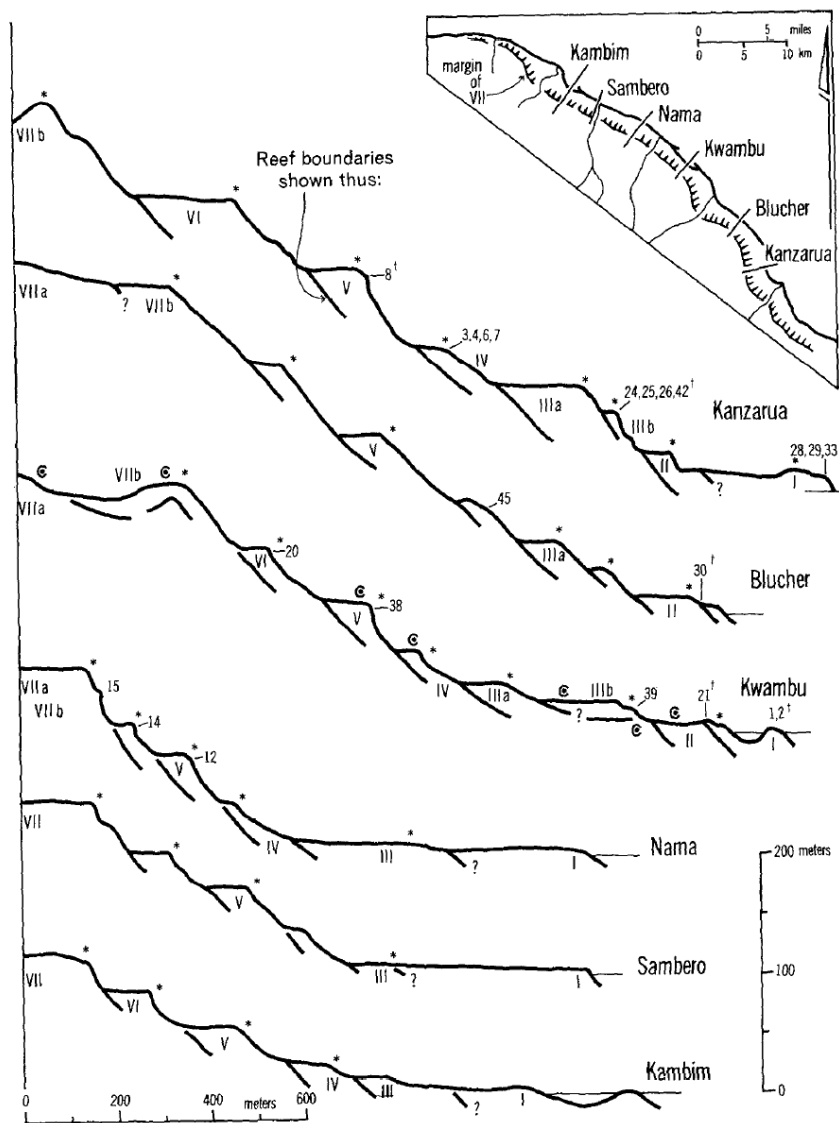 0 5 miles
0 5 10 km
Kambim
margin
of
VII
Sambero
Nama
Kwambu
Blucher
Kanzarua
*
VIIb
Reef boundaries
shown thus:
*
VI
*
8†
V
*
3,4,6,7
IV
*
IIIa
*
24,25,26,42†
IIIb
Kanzarua
*
II
?
*
28,29,33
I
VIIa
?
VIIb
*
*
*
V
45
*
IIIa
*
*
30†
II
Blucher
VIIa
VIIb
*
*
VI
20
*
V
38
*
IV
*
IIIa
?
IIIb
*
39
21†
*
II
1,2†
I
Kwambu
VIIa
VIIb
*
15
*
14
*
V
12
*
IV
*
III
?
I
Nama
VII
*
*
*
V
*
III
?
I
Sambero
VII
*
*
VI
*
V
*
IV
III
?
I
Kambim
200 meters
100
0
0 200 400 meters 600